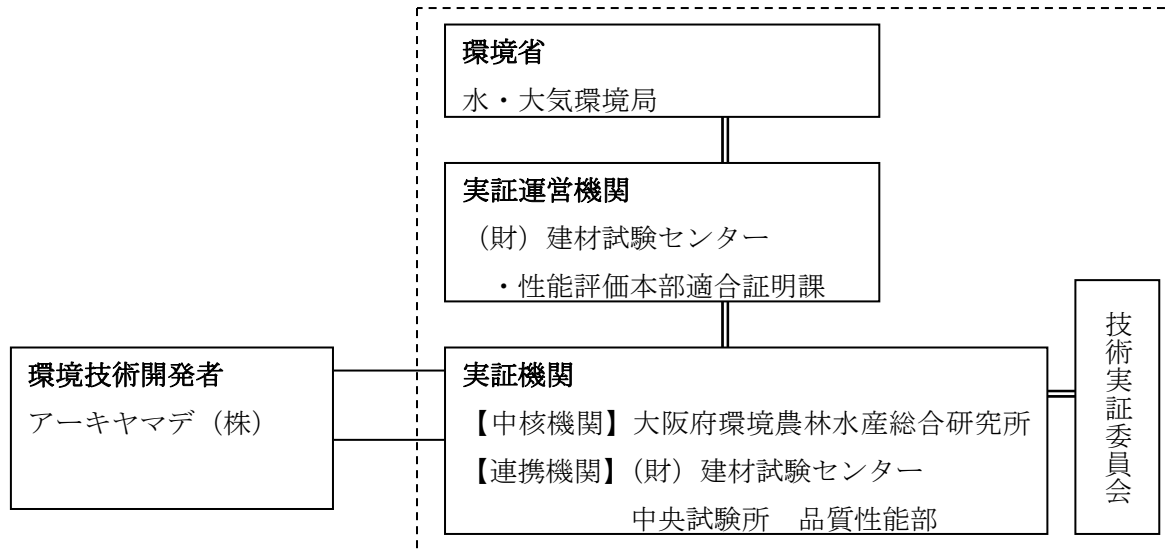 環境省
水・大気環境局
実証運営機関
（財）建材試験センター
・性能評価本部適合証明課
環境技術開発者
アーキヤマデ（株）
実証機関
【中核機関】大阪府環境農林水産総合研究所
【連携機関】（財）建材試験センター
中央試験所　品質性能部
技術実証委員会